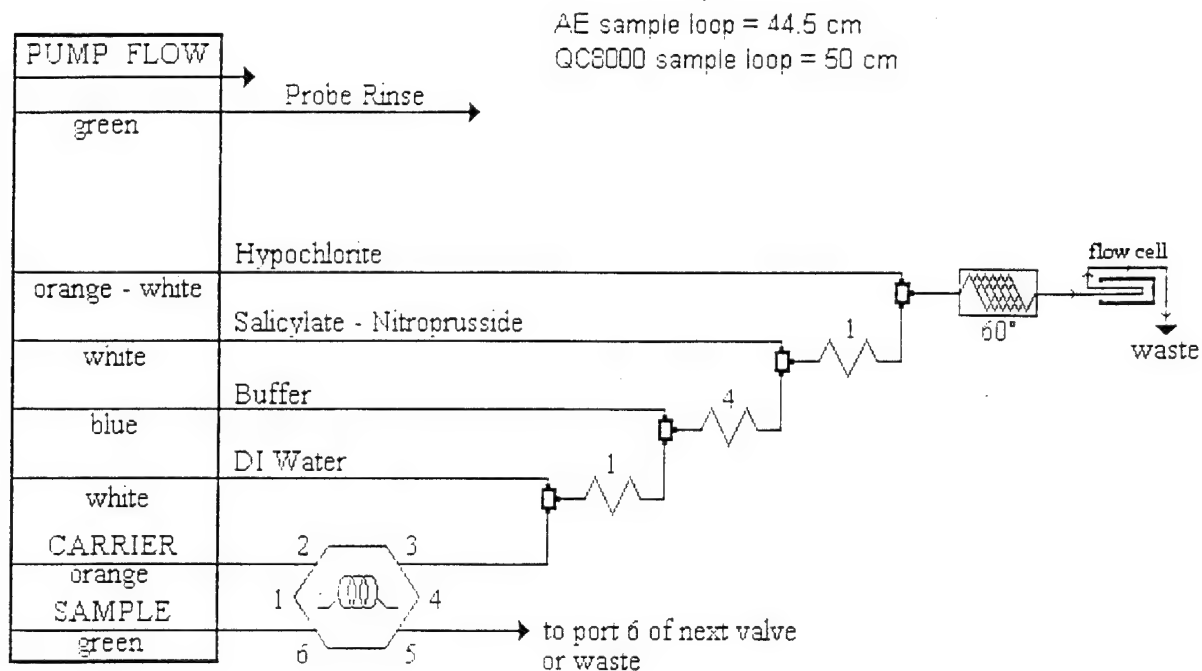 AE sample loop = 44.5 cm
QC8000 sample loop = 50 cm
PUMP FLOW
Probe Rinse
green
Hypochlorite
flow cell
orange - white
60°
Salicylate - Nitroprusside
1
waste
white
Buffer
4
blue
DI Water
1
white
CARRIER
2
3
orange
1
4
SAMPLE
to port 6 of next valve
green
6
5
or waste